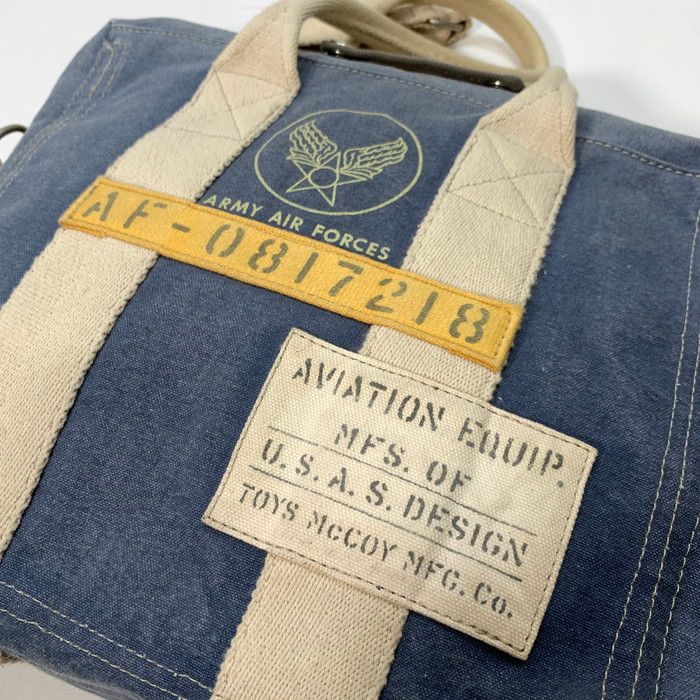 ARMY AIR FORCES
AF-0817218
AVIATION EQUIP.
MFS. OF
U.S.A.S. DESIGN
TOYS McCOY MFG. Co.